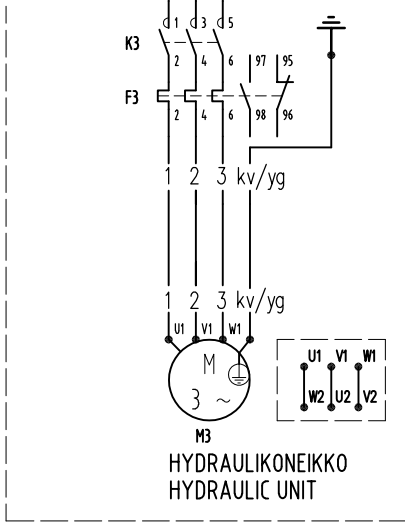 1 3 5
K3
2 4 6
97 95
F3
2 4 6 98 96
1 2 3 kv/yg
1 2 3 kv/yg
U1 V1 W1
M
3 ~
U1 V1 W1
W2 U2 V2
M3
HYDRAULIKONEIKKO
HYDRAULIC UNIT